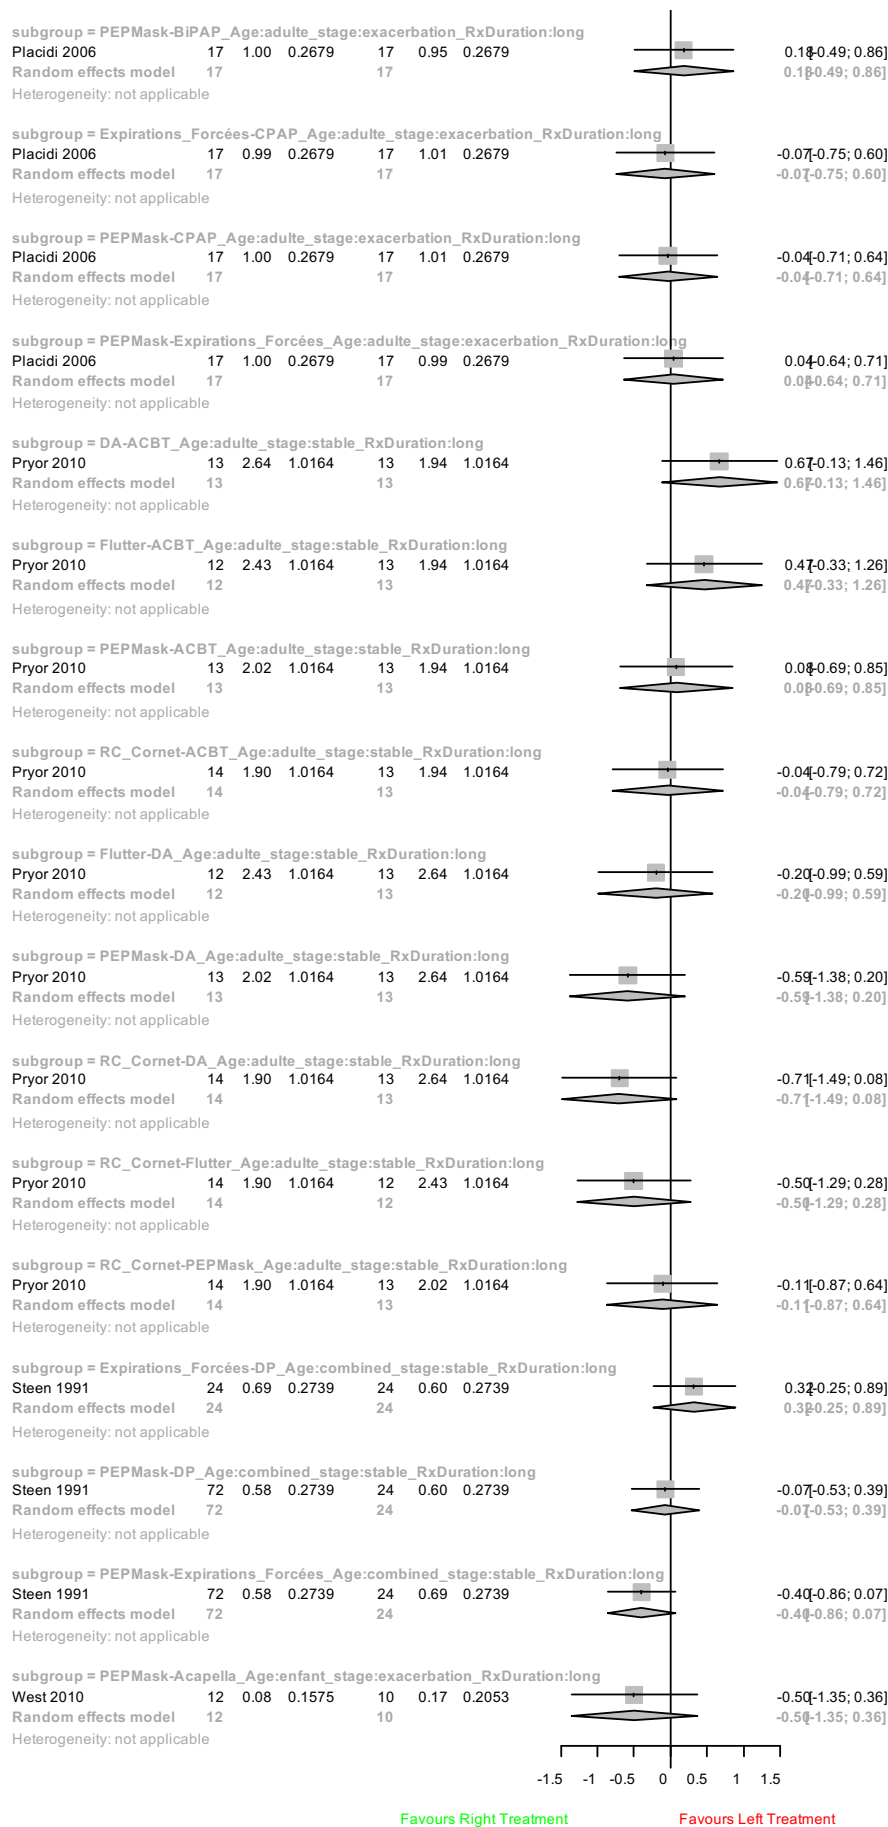 subgroup = PEPMask-BiPAP_Age:adulte_stage:exacerbation_RxDuration:long
Placidi 2006 17 1.00 0.2679 17 0.95 0.2679 0.18 [-0.49; 0.86]
Random effects model 17 17 0.18 [-0.49; 0.86]
Heterogeneity: not applicable
subgroup = Expirations_Forcées-CPAP_Age:adulte_stage:exacerbation_RxDuration:long
Placidi 2006 17 0.99 0.2679 17 1.01 0.2679 -0.07 [-0.75; 0.60]
Random effects model 17 17 -0.07 [-0.75; 0.60]
Heterogeneity: not applicable
subgroup = PEPMask-CPAP_Age:adulte_stage:exacerbation_RxDuration:long
Placidi 2006 17 1.00 0.2679 17 1.01 0.2679 -0.04 [-0.71; 0.64]
Random effects model 17 17 -0.04 [-0.71; 0.64]
Heterogeneity: not applicable
subgroup = PEPMask-Expirations_Forcées_Age:adulte_stage:exacerbation_RxDuration:long
Placidi 2006 17 1.00 0.2679 17 0.99 0.2679 0.04 [-0.64; 0.71]
Random effects model 17 17 0.04 [-0.64; 0.71]
Heterogeneity: not applicable
subgroup = DA-ACBT_Age:adulte_stage:stable_RxDuration:long
Pryor 2010 13 2.64 1.0164 13 1.94 1.0164 0.67 [-0.13; 1.46]
Random effects model 13 13 0.67 [-0.13; 1.46]
Heterogeneity: not applicable
subgroup = Flutter-ACBT_Age:adulte_stage:stable_RxDuration:long
Pryor 2010 12 2.43 1.0164 13 1.94 1.0164 0.47 [-0.33; 1.26]
Random effects model 12 13 0.47 [-0.33; 1.26]
Heterogeneity: not applicable
subgroup = PEPMask-ACBT_Age:adulte_stage:stable_RxDuration:long
Pryor 2010 13 2.02 1.0164 13 1.94 1.0164 0.08 [-0.69; 0.85]
Random effects model 13 13 0.08 [-0.69; 0.85]
Heterogeneity: not applicable
subgroup = RC_Cornet-ACBT_Age:adulte_stage:stable_RxDuration:long
Pryor 2010 14 1.90 1.0164 13 1.94 1.0164 -0.04 [-0.79; 0.72]
Random effects model 14 13 -0.04 [-0.79; 0.72]
Heterogeneity: not applicable
subgroup = Flutter-DA_Age:adulte_stage:stable_RxDuration:long
Pryor 2010 12 2.43 1.0164 13 2.64 1.0164 -0.20 [-0.99; 0.59]
Random effects model 12 13 -0.20 [-0.99; 0.59]
Heterogeneity: not applicable
subgroup = PEPMask-DA_Age:adulte_stage:stable_RxDuration:long
Pryor 2010 13 2.02 1.0164 13 2.64 1.0164 -0.59 [-1.38; 0.20]
Random effects model 13 13 -0.59 [-1.38; 0.20]
Heterogeneity: not applicable
subgroup = RC_Cornet-DA_Age:adulte_stage:stable_RxDuration:long
Pryor 2010 14 1.90 1.0164 13 2.64 1.0164 -0.71 [-1.49; 0.08]
Random effects model 14 13 -0.71 [-1.49; 0.08]
Heterogeneity: not applicable
subgroup = RC_Cornet-Flutter_Age:adulte_stage:stable_RxDuration:long
Pryor 2010 14 1.90 1.0164 12 2.43 1.0164 -0.50 [-1.29; 0.28]
Random effects model 14 12 -0.50 [-1.29; 0.28]
Heterogeneity: not applicable
subgroup = RC_Cornet-PEPMask_Age:adulte_stage:stable_RxDuration:long
Pryor 2010 14 1.90 1.0164 13 2.02 1.0164 -0.11 [-0.87; 0.64]
Random effects model 14 13 -0.11 [-0.87; 0.64]
Heterogeneity: not applicable
subgroup = Expirations_Forcées-DP_Age:combined_stage:stable_RxDuration:long
Steen 1991 24 0.69 0.2739 24 0.60 0.2739 0.32 [-0.25; 0.89]
Random effects model 24 24 0.32 [-0.25; 0.89]
Heterogeneity: not applicable
subgroup = PEPMask-DP_Age:combined_stage:stable_RxDuration:long
Steen 1991 72 0.58 0.2739 24 0.60 0.2739 -0.07 [-0.53; 0.39]
Random effects model 72 24 -0.07 [-0.53; 0.39]
Heterogeneity: not applicable
subgroup = PEPMask-Expirations_Forcées_Age:combined_stage:stable_RxDuration:long
Steen 1991 72 0.58 0.2739 24 0.69 0.2739 -0.40 [-0.86; 0.07]
Random effects model 72 24 -0.40 [-0.86; 0.07]
Heterogeneity: not applicable
subgroup = PEPMask-Acapella_Age:enfant_stage:exacerbation_RxDuration:long
West 2010 12 0.08 0.1575 10 0.17 0.2053 -0.50 [-1.35; 0.36]
Random effects model 12 10 -0.50 [-1.35; 0.36]
Heterogeneity: not applicable
-1.5 -1 -0.5 0 0.5 1 1.5
Favours Right Treatment Favours Left Treatment